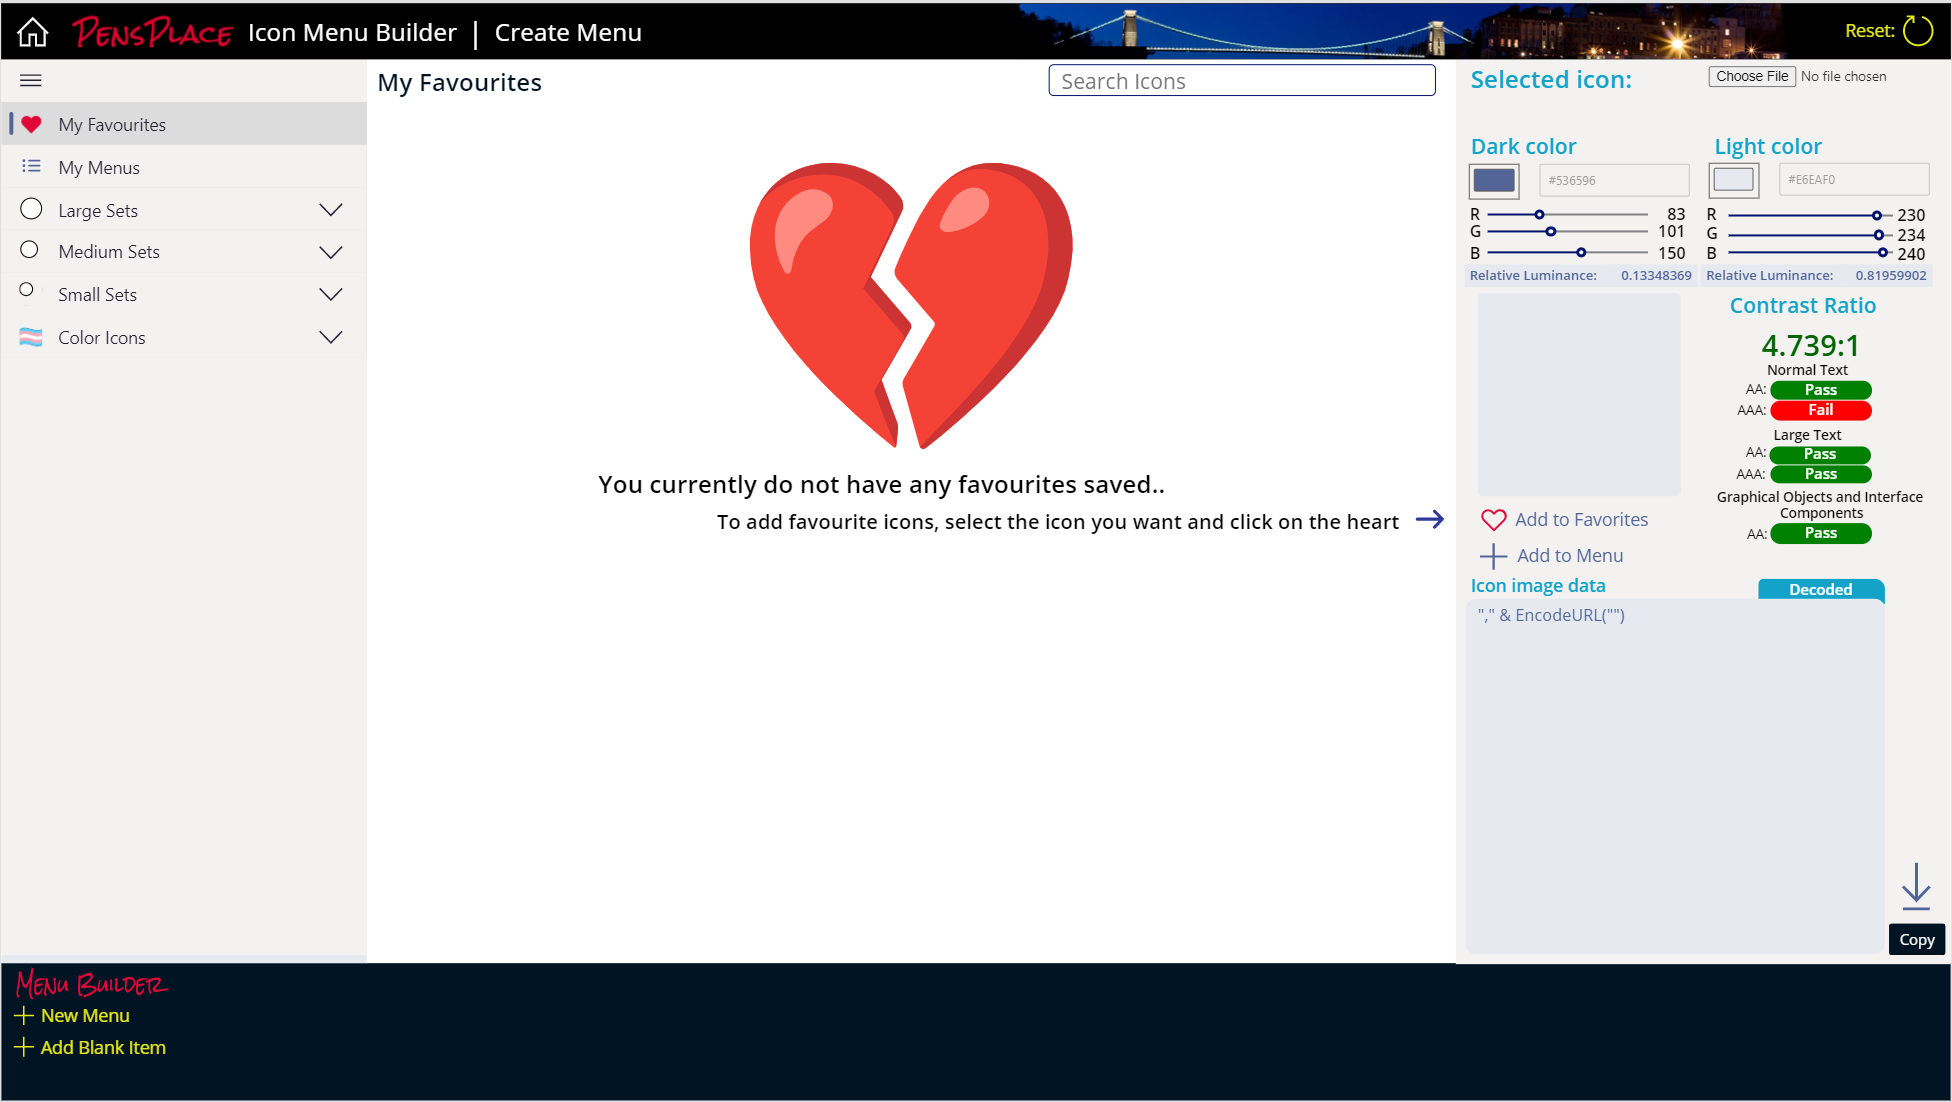 PensPlace Icon Menu Builder | Create Menu
Reset:
My Favourites
My Menus
Large Sets
Medium Sets
Small Sets
Color Icons
My Favourites
Search Icons
You currently do not have any favourites saved..
To add favourite icons, select the icon you want and click on the heart
Selected icon:
Choose File No file chosen
Dark color
Light color
#536596
#E6EAF0
R 83
G 101
B 150
R 230
G 234
B 240
Relative Luminance: 0.13348369
Relative Luminance: 0.81959902
Contrast Ratio
4.739:1
Normal Text
AA: Pass
AAA: Fail
Large Text
AA: Pass
AAA: Pass
Graphical Objects and Interface
Components
AA: Pass
Add to Favorites
Add to Menu
Icon image data
Decoded
"," & EncodeURL("")
Copy
Menu Builder
New Menu
Add Blank Item